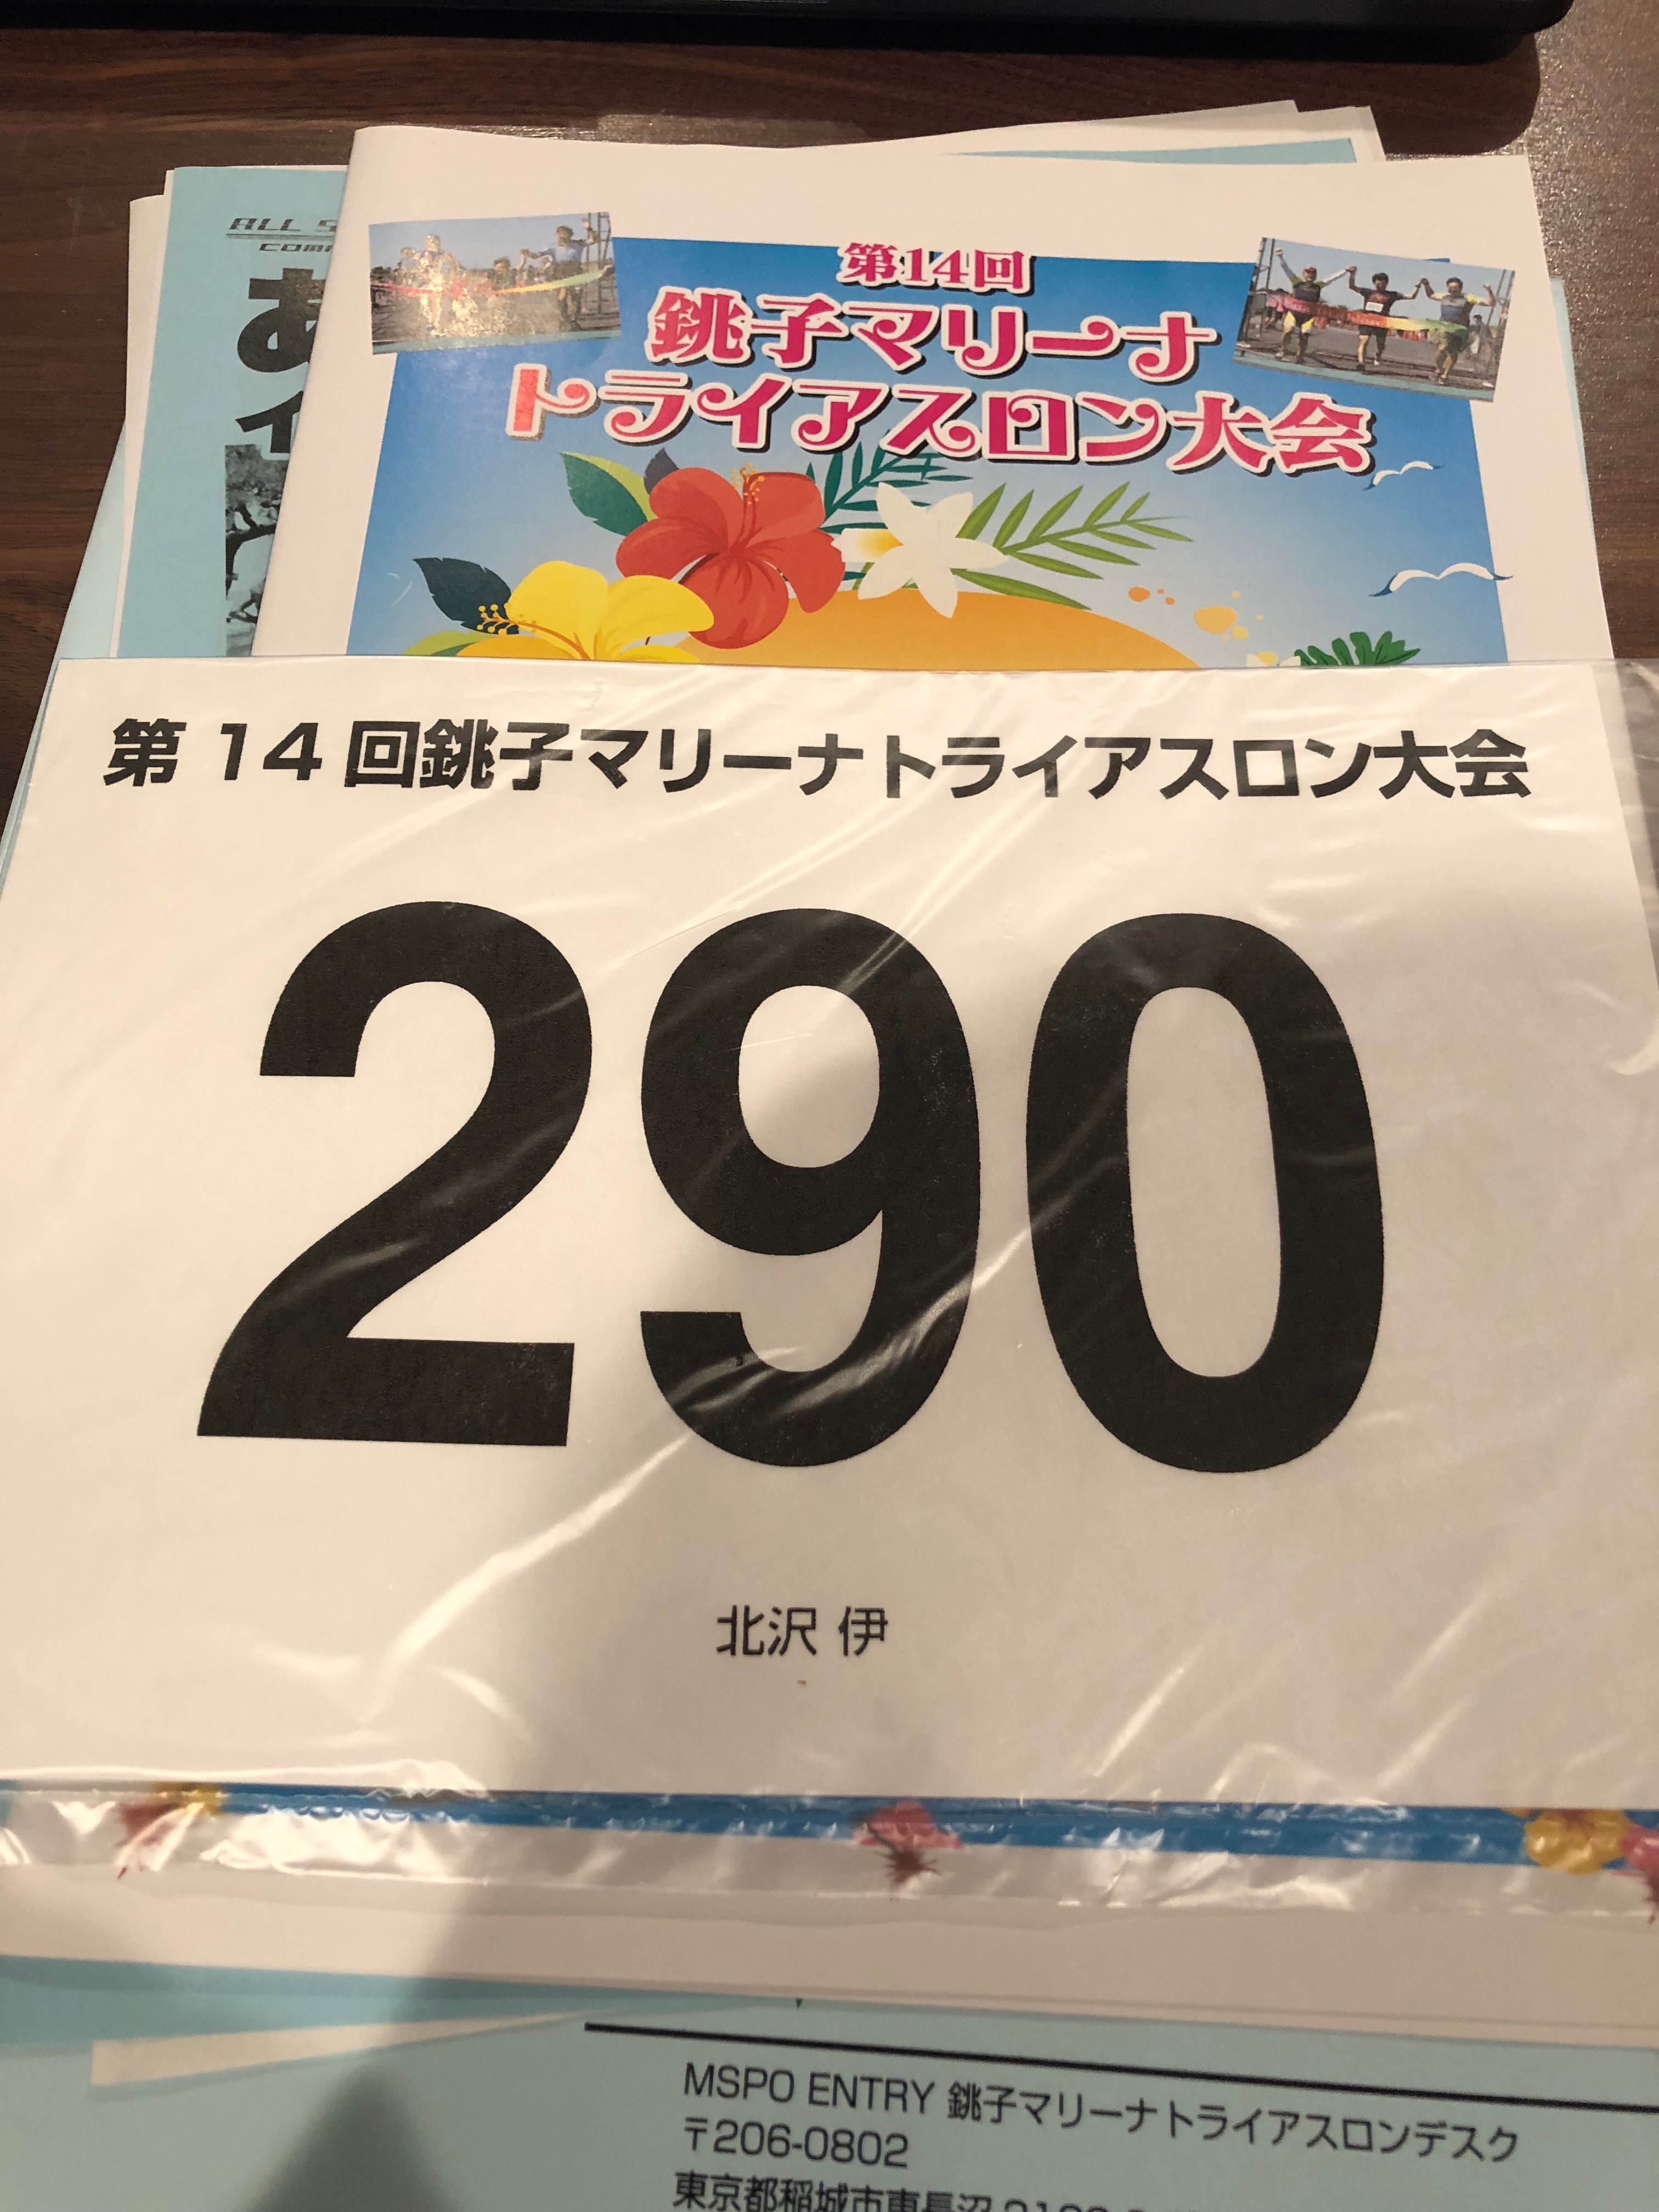 ALL
第14回
銚子マリーナ
トライアスロン大会
第14回銚子マリーナトライアスロン大会
290
北沢 伊
MSPO ENTRY 銚子マリーナトライアスロンデスク
〒206-0802
東京都稲城市東長沼